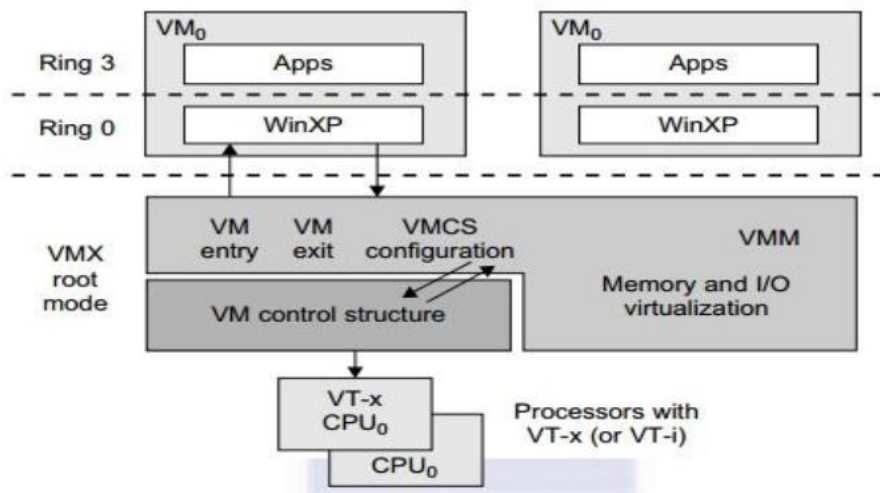 VM₀
VM₀
Ring 3
Apps
Apps
Ring 0
WinXP
WinXP
VMX
root
mode
VM
entry
VM
exit
VMCS
configuration
VMM
Memory and I/O
virtualization
VM control structure
VT-x
CPU₀
CPU₀
Processors with
VT-x (or VT-i)